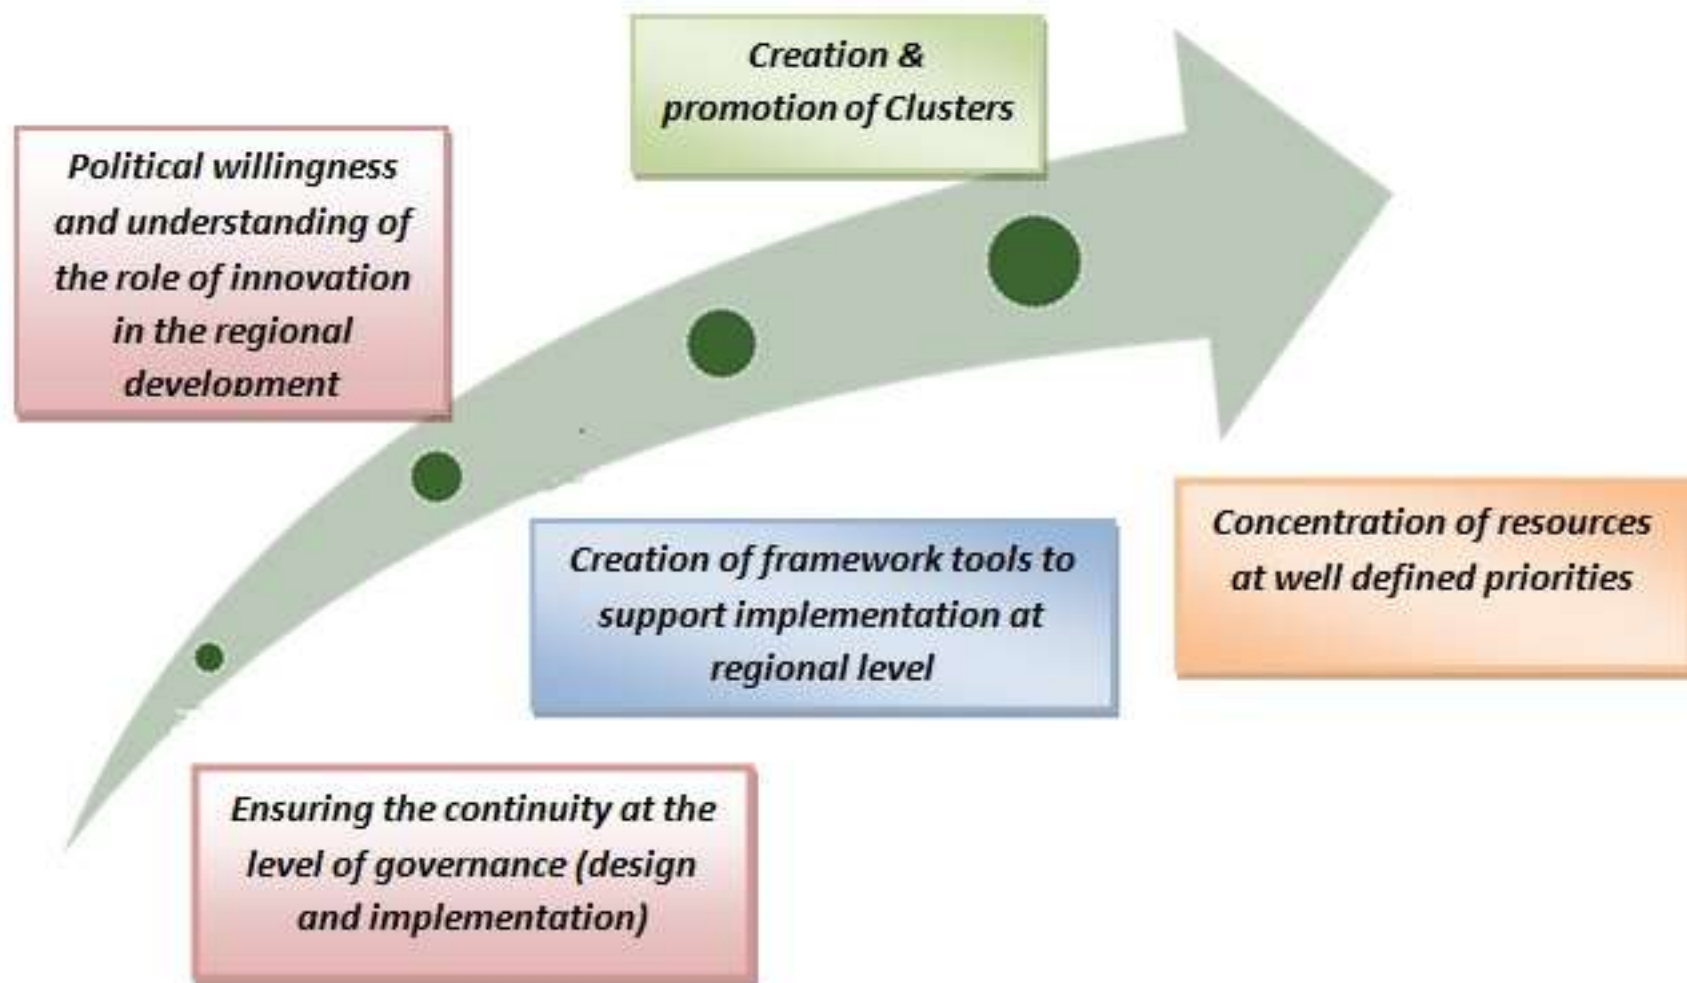 Creation &
promotion of Clusters
Political willingness
and understanding of
the role of innovation
in the regional
development
Creation of framework tools to
support implementation at
regional level
Concentration of resources
at well defined priorities
Ensuring the continuity at the
level of governance (design
and implementation)